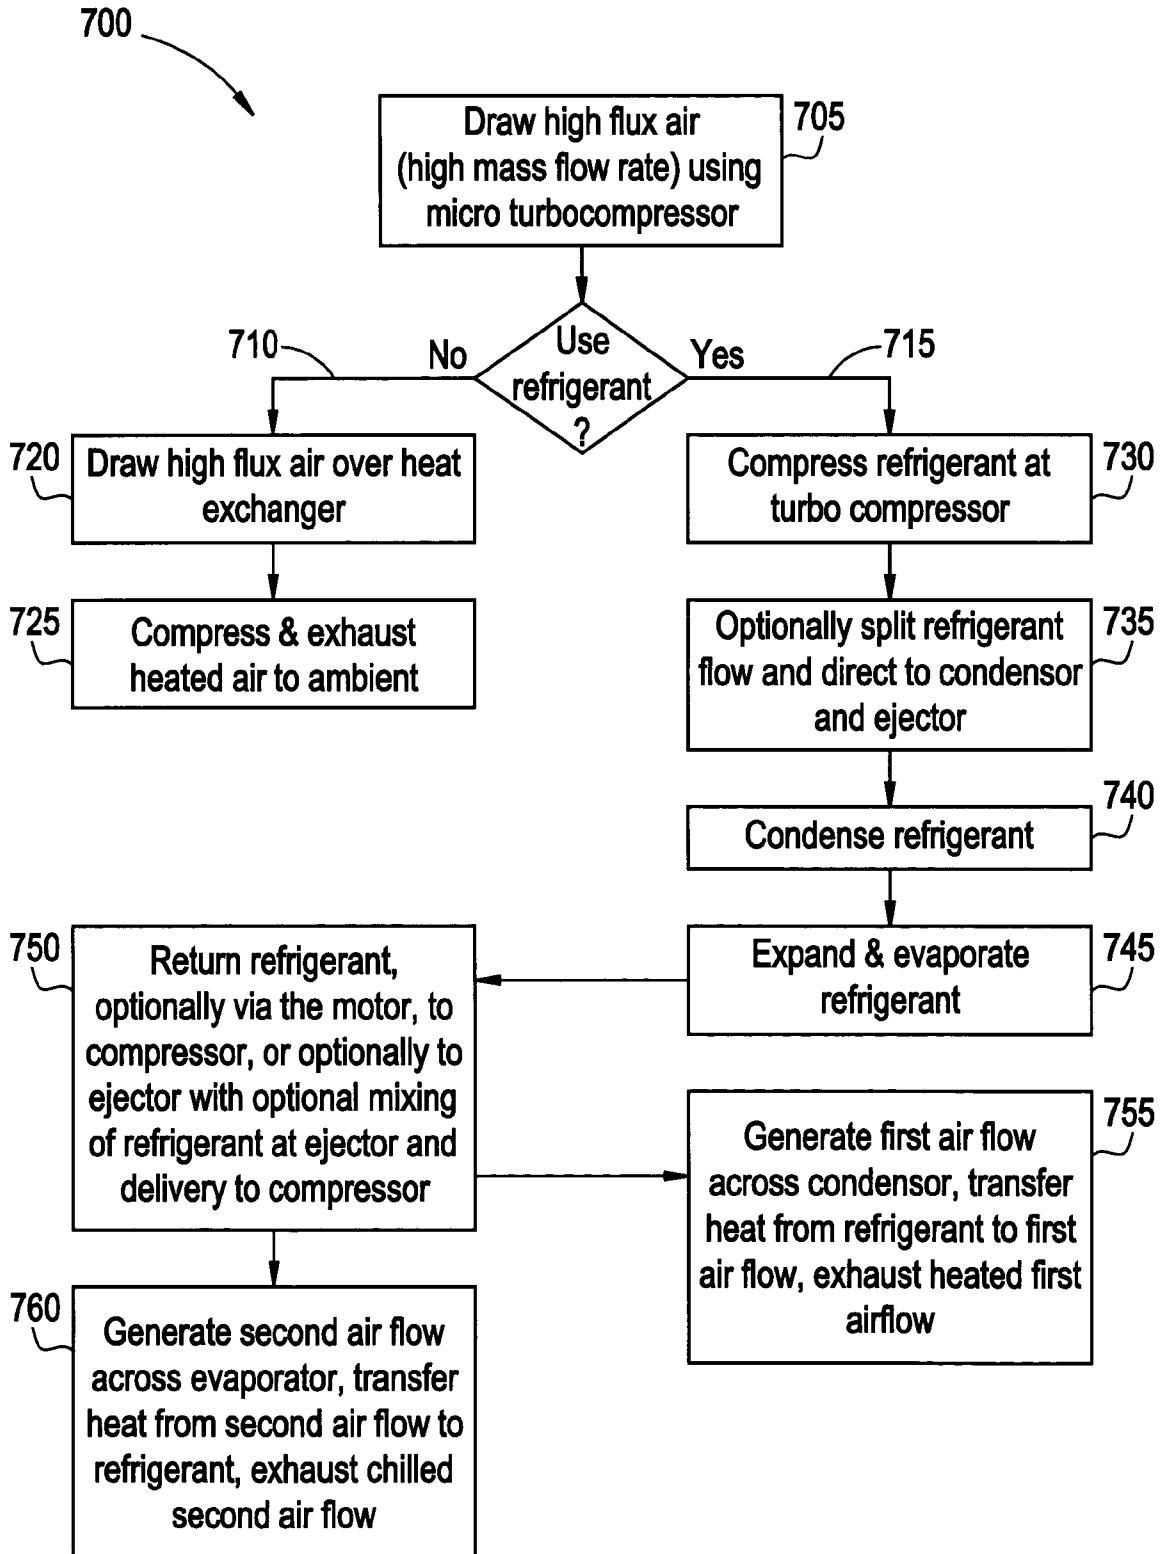 700
Draw high flux air
(high mass flow rate) using
micro turbocompressor
705
Use
refrigerant
?
No
710
Yes
715
720
Draw high flux air over heat
exchanger
725
Compress & exhaust
heated air to ambient
Compress refrigerant at
turbo compressor
730
Optionally split refrigerant
flow and direct to condensor
and ejector
735
Condense refrigerant
740
Expand & evaporate
refrigerant
745
750
Return refrigerant,
optionally via the motor, to
compressor, or optionally to
ejector with optional mixing
of refrigerant at ejector and
delivery to compressor
Generate first air flow
across condensor, transfer
heat from refrigerant to first
air flow, exhaust heated first
airflow
755
760
Generate second air flow
across evaporator, transfer
heat from second air flow to
refrigerant, exhaust chilled
second air flow